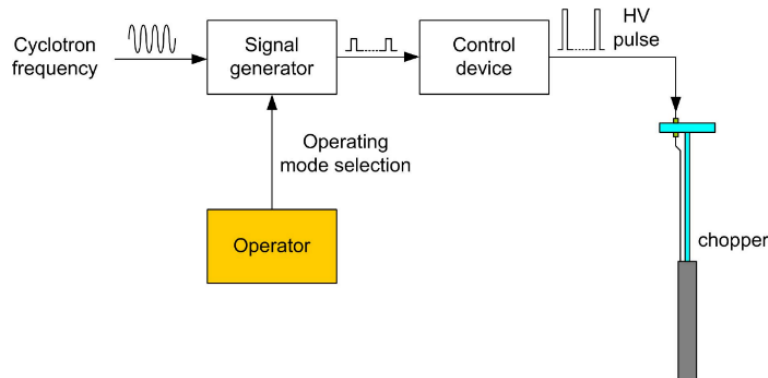 Cyclotron
frequency
Signal
generator
Control
device
HV
pulse
Operating
mode selection
Operator
chopper